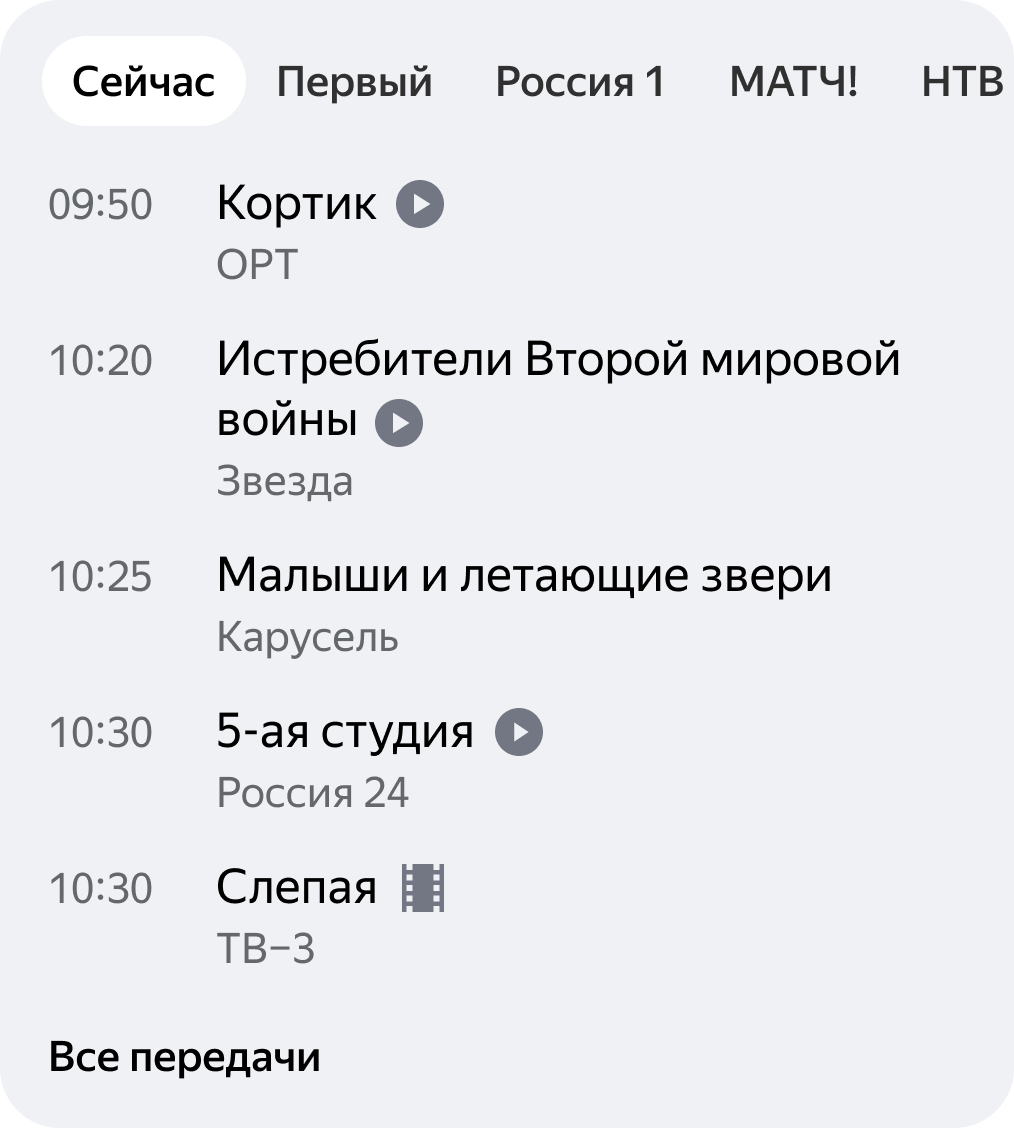 Сейчас Первый Россия 1 МАТЧ! НТВ
09:50 Кортик
ОРТ
10:20 Истребители Второй мировой
войны
Звезда
10:25 Малыши и летающие звери
Карусель
10:30 5-ая студия
Россия 24
10:30 Слепая
ТВ–3
Все передачи